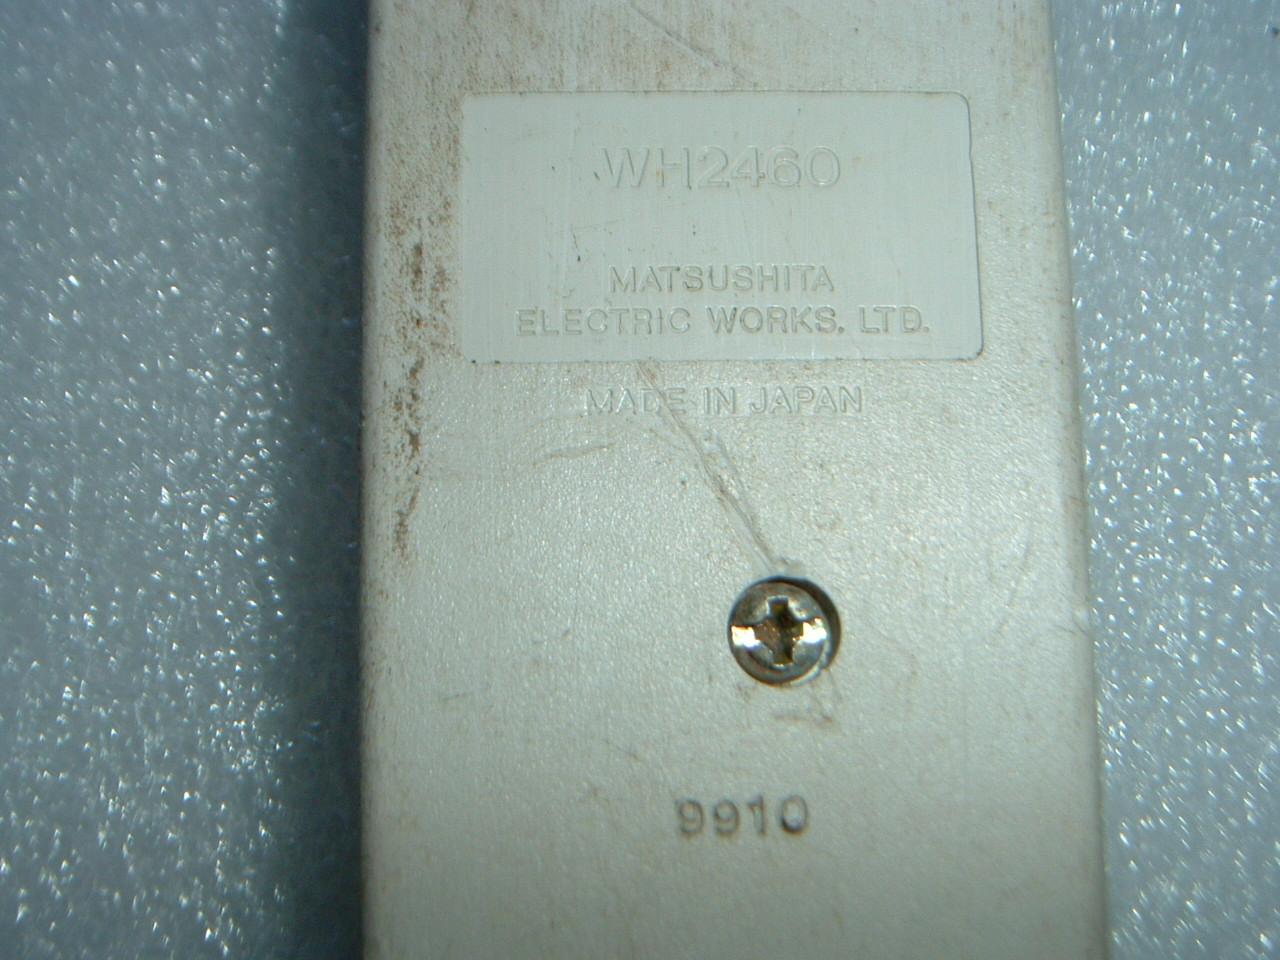 WH2460
MATSUSHITA
ELECTRIC WORKS. LTD.
MADE IN JAPAN
9910